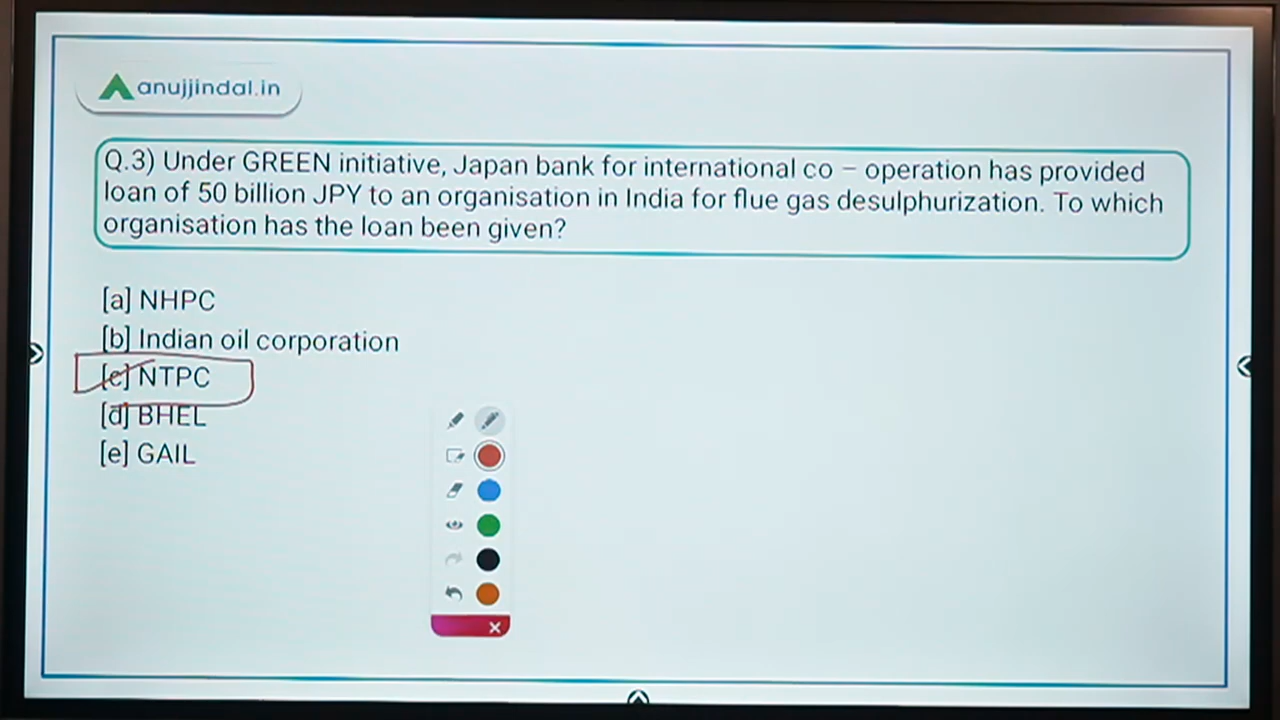 anujjindal.in
Q.3) Under GREEN initiative, Japan bank for international co – operation has provided
loan of 50 billion JPY to an organisation in India for flue gas desulphurization. To which
organisation has the loan been given?
[a] NHPC
[b] Indian oil corporation
[c] NTPC
[d] BHEL
[e] GAIL